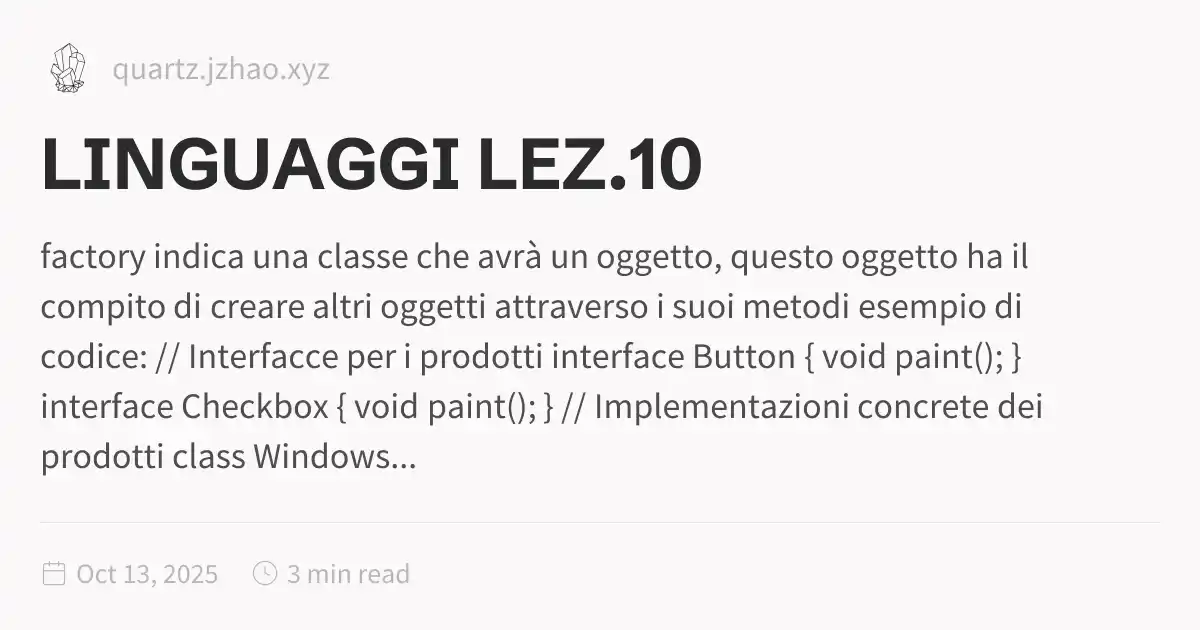 quartz.jzhao.xyz
LINGUAGGI LEZ.10
factory indica una classe che avrà un oggetto, questo oggetto ha il
compito di creare altri oggetti attraverso i suoi metodi esempio di
codice: // Interfacce per i prodotti interface Button { void paint(); }
interface Checkbox { void paint(); } // Implementazioni concrete dei
prodotti class Windows...
Oct 13, 2025 3 min read